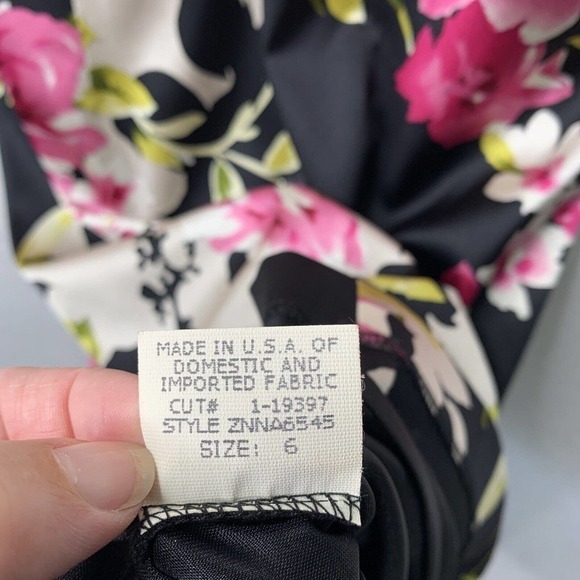 MADE IN U.S.A. OF
DOMESTIC AND
IMPORTED FABRIC
CUT# 1-19397
STYLE ZNNA6545
SIZE: 6